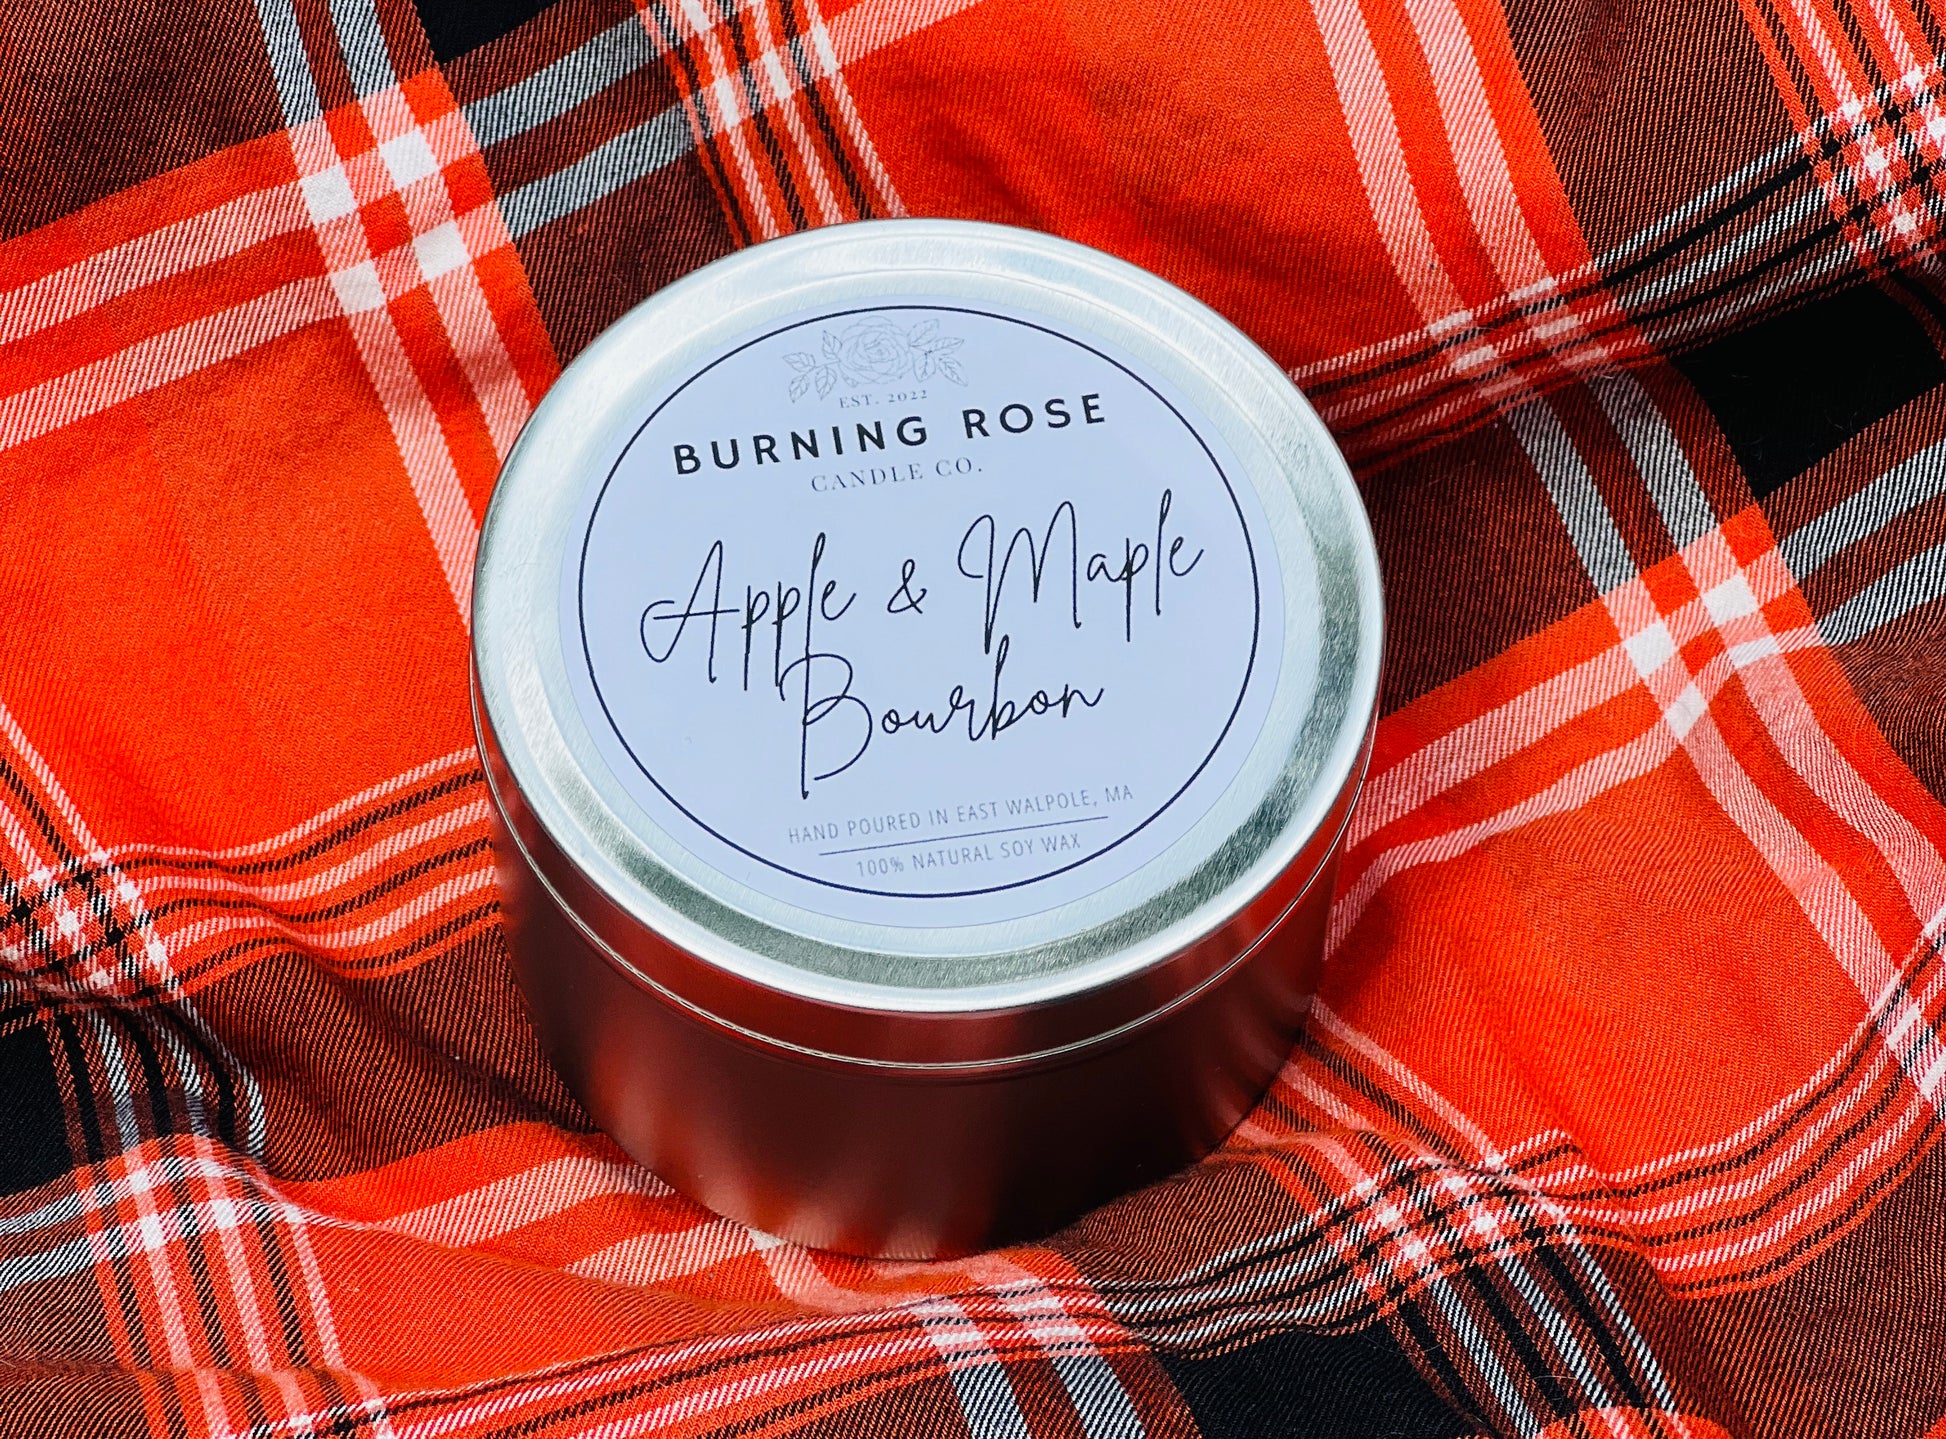 EST. 2022
BURNING ROSE
CANDLE CO.
Apple & Maple
Bourbon
HAND POURED IN EAST WALPOLE, MA
100% NATURAL SOY WAX